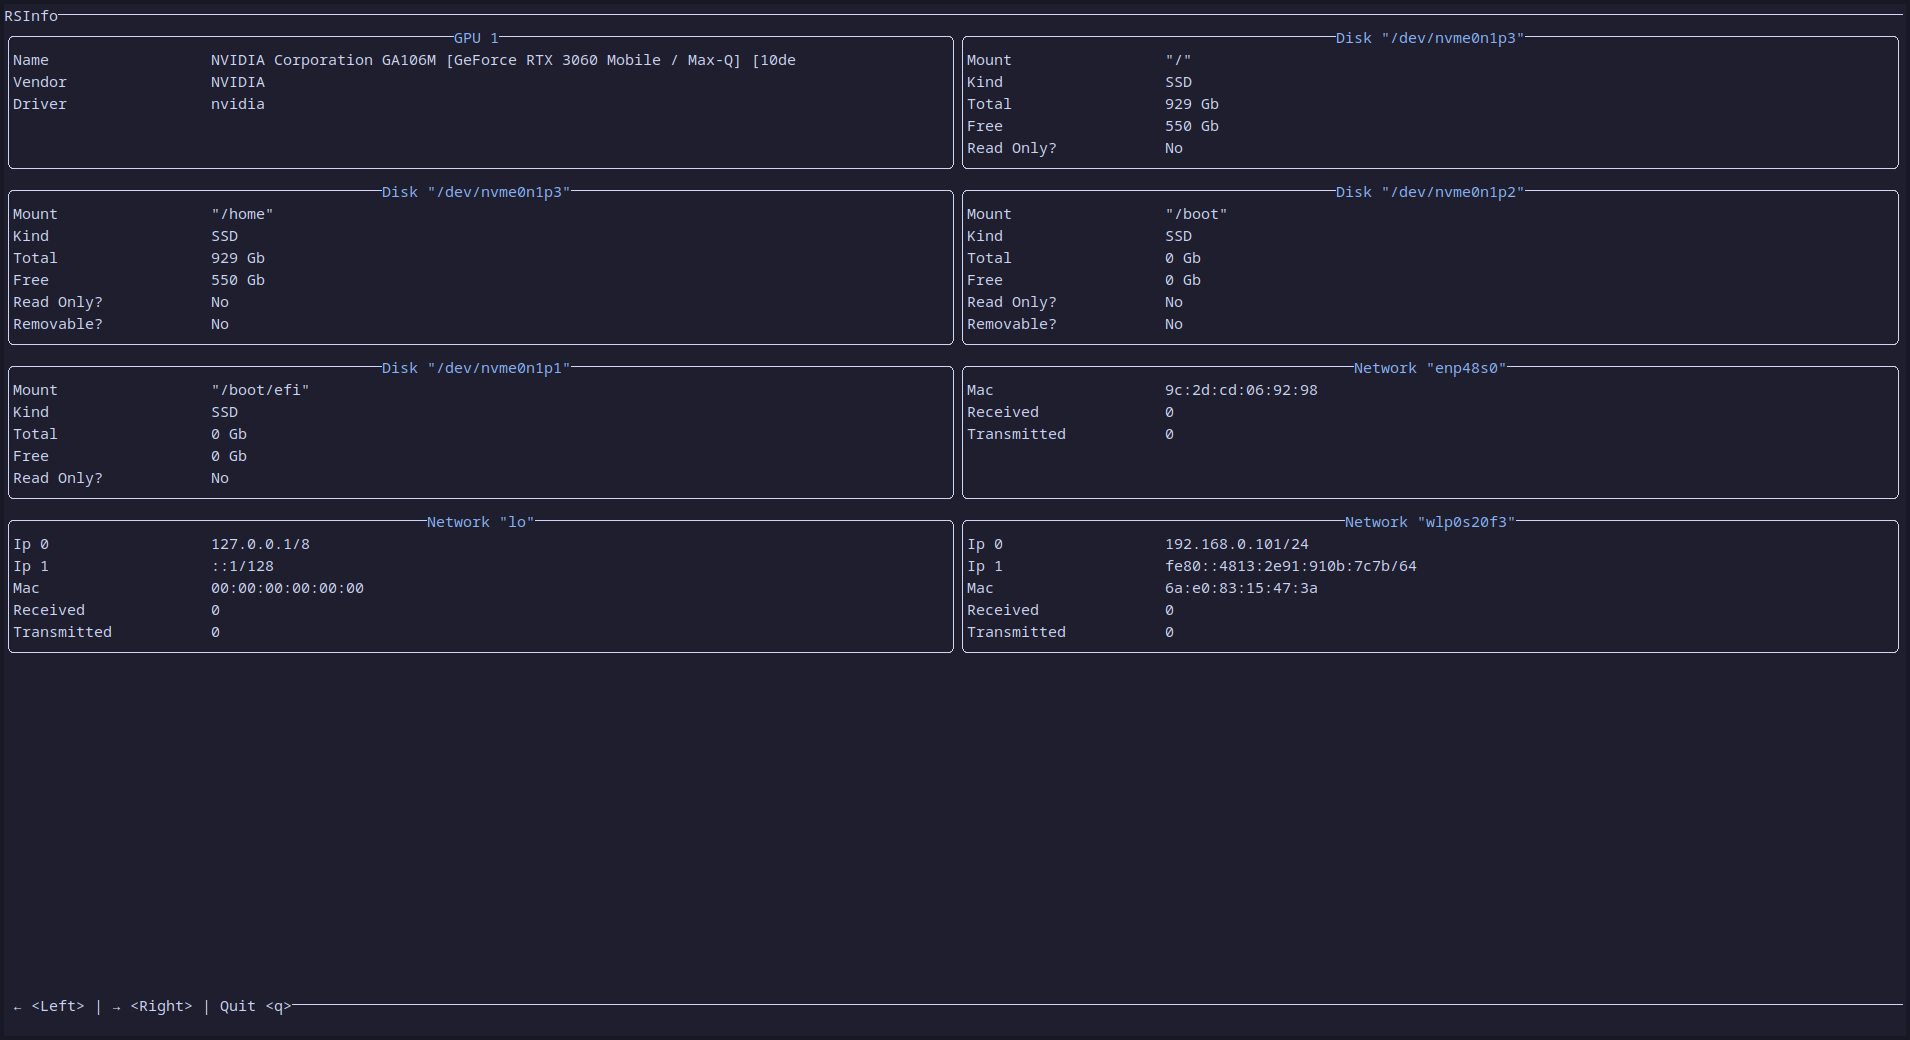 RSInfo
GPU 1
Name NVIDIA Corporation GA106M [GeForce RTX 3060 Mobile / Max-Q] [10de
Vendor NVIDIA
Driver nvidia
Disk "/dev/nvme0n1p3"
Mount "/"
Kind SSD
Total 929 Gb
Free 550 Gb
Read Only? No
Disk "/dev/nvme0n1p3"
Mount "/home"
Kind SSD
Total 929 Gb
Free 550 Gb
Read Only? No
Removable? No
Disk "/dev/nvme0n1p2"
Mount "/boot"
Kind SSD
Total 0 Gb
Free 0 Gb
Read Only? No
Removable? No
Disk "/dev/nvme0n1p1"
Mount "/boot/efi"
Kind SSD
Total 0 Gb
Free 0 Gb
Read Only? No
Network "enp48s0"
Mac 9c:2d:cd:06:92:98
Received 0
Transmitted 0
Network "lo"
Ip 0 127.0.0.1/8
Ip 1 ::1/128
Mac 00:00:00:00:00:00
Received 0
Transmitted 0
Network "wlp0s20f3"
Ip 0 192.168.0.101/24
Ip 1 fe80::4813:2e91:910b:7c7b/64
Mac 6a:e0:83:15:47:3a
Received 0
Transmitted 0
← <Left> | → <Right> | Quit <q>